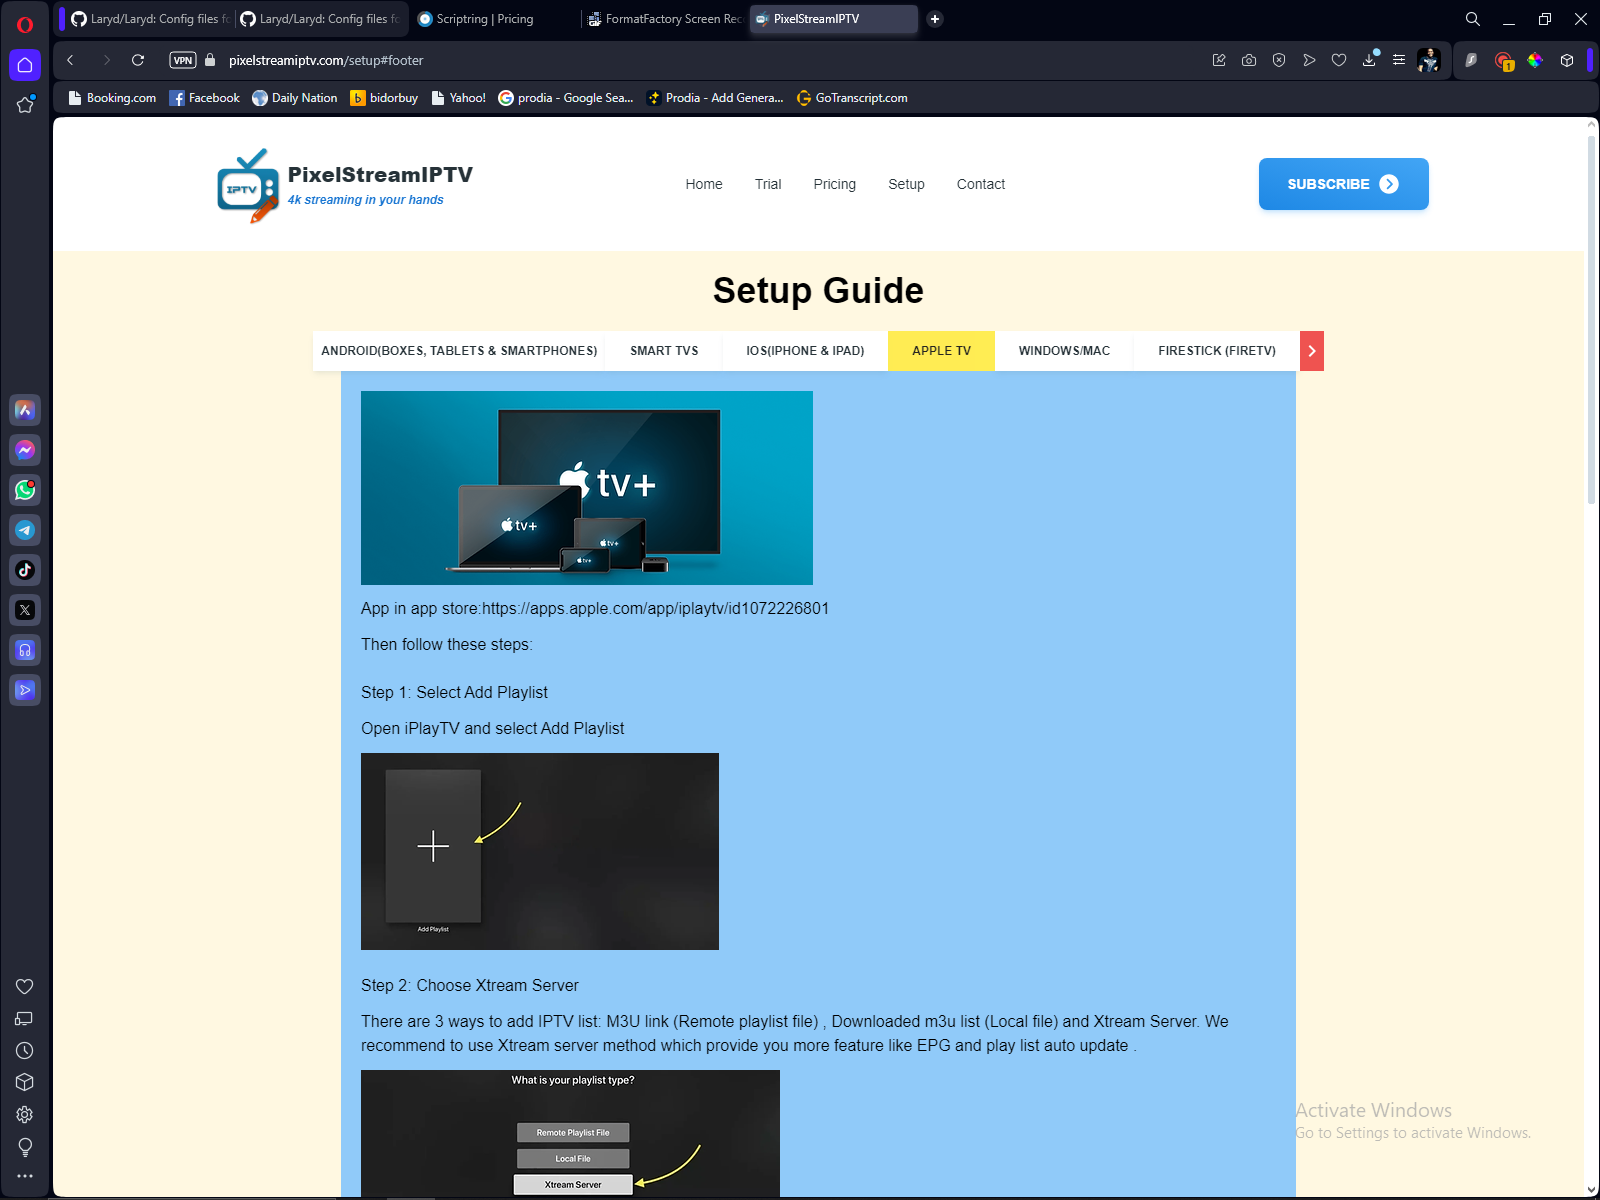 Laryd/Laryd: Config files fo
Laryd/Laryd: Config files fo
Scriptring | Pricing
FormatFactory Screen Rec
PixelStreamIPTV
VPN
pixelstreamiptv.com/setup#footer
1
Booking.com
Facebook
Daily Nation
b
bidorbuy
Yahoo!
prodia - Google Sea...
Prodia - Add Genera...
GoTranscript.com
IPTV
PixelStreamIPTV
4k streaming in your hands
Home
Trial
Pricing
Setup
Contact
SUBSCRIBE
Setup Guide
ANDROID(BOXES, TABLETS & SMARTPHONES)
SMART TVS
IOS(IPHONE & IPAD)
APPLE TV
WINDOWS/MAC
FIRESTICK (FIRETV)
tv+
tv+
tv+
tv+
App in app store:https://apps.apple.com/app/iplaytv/id1072226801
Then follow these steps:
Step 1: Select Add Playlist
Open iPlayTV and select Add Playlist
Add Playlist
Step 2: Choose Xtream Server
There are 3 ways to add IPTV list: M3U link (Remote playlist file) , Downloaded m3u list (Local file) and Xtream Server. We
recommend to use Xtream server method which provide you more feature like EPG and play list auto update .
What is your playlist type?
Remote Playlist File
Local File
Xtream Server
Activate Windows
Go to Settings to activate Windows.